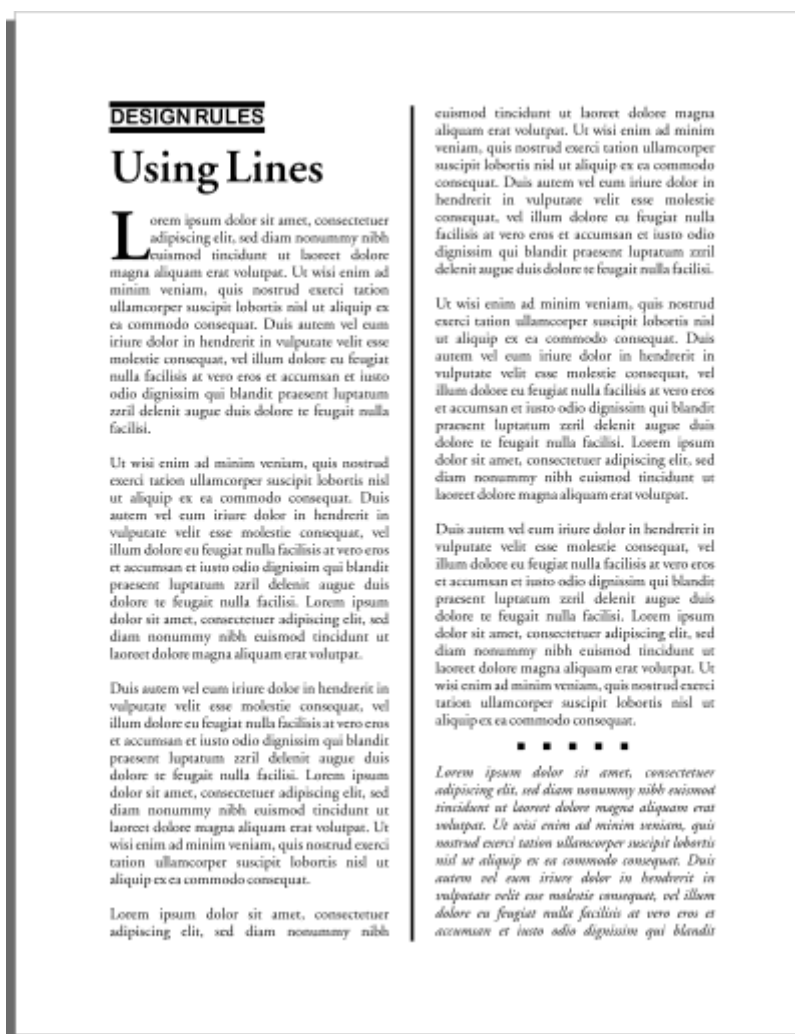 DESIGN RULES
Using Lines
Lorem ipsum dolor sit amet, consectetuer
adipiscing elit, sed diam nonummy nibh
euismod tincidunt ut laoreet dolore
magna aliquam erat volutpat. Ut wisi enim ad
minim veniam, quis nostrud exerci tation
ullamcorper suscipit lobortis nisl ut aliquip ex
ea commodo consequat. Duis autem vel eum
iriure dolor in hendrerit in vulputate velit esse
molestie consequat, vel illum dolore eu feugiat
nulla facilisis at vero eros et accumsan et iusto
odio dignissim qui blandit praesent luptatum
zzril delenit augue duis dolore te feugait nulla
facilisi.
Ut wisi enim ad minim veniam, quis nostrud
exerci tation ullamcorper suscipit lobortis nisl
ut aliquip ex ea commodo consequat. Duis
autem vel eum iriure dolor in hendrerit in
vulputate velit esse molestie consequat, vel
illum dolore eu feugiat nulla facilisis at vero eros
et accumsan et iusto odio dignissim qui blandit
praesent luptatum zzril delenit augue duis
dolore te feugait nulla facilisi. Lorem ipsum
dolor sit amet, consectetuer adipiscing elit, sed
diam nonummy nibh euismod tincidunt ut
laoreet dolore magna aliquam erat volutpat.
Duis autem vel eum iriure dolor in hendrerit in
vulputate velit esse molestie consequat, vel
illum dolore eu feugiat nulla facilisis at vero eros
et accumsan et iusto odio dignissim qui blandit
praesent luptatum zzril delenit augue duis
dolore te feugait nulla facilisi. Lorem ipsum
dolor sit amet, consectetuer adipiscing elit, sed
diam nonummy nibh euismod tincidunt ut
laoreet dolore magna aliquam erat volutpat. Ut
wisi enim ad minim veniam, quis nostrud exerci
tation ullamcorper suscipit lobortis nisl ut
aliquip ex ea commodo consequat.
Lorem ipsum dolor sit amet, consectetuer
adipiscing elit, sed diam nonummy nibh
euismod tincidunt ut laoreet dolore magna
aliquam erat volutpat. Ut wisi enim ad minim
veniam, quis nostrud exerci tation ullamcorper
suscipit lobortis nisl ut aliquip ex ea commodo
consequat. Duis autem vel eum iriure dolor in
hendrerit in vulputate velit esse molestie
consequat, vel illum dolore eu feugiat nulla
facilisis at vero eros et accumsan et iusto odio
dignissim qui blandit praesent luptatum zzril
delenit augue duis dolore te feugait nulla facilisi.
Ut wisi enim ad minim veniam, quis nostrud
exerci tation ullamcorper suscipit lobortis nisl
ut aliquip ex ea commodo consequat. Duis
autem vel eum iriure dolor in hendrerit in
vulputate velit esse molestie consequat, vel
illum dolore eu feugiat nulla facilisis at vero eros
et accumsan et iusto odio dignissim qui blandit
praesent luptatum zzril delenit augue duis
dolore te feugait nulla facilisi. Lorem ipsum
dolor sit amet, consectetuer adipiscing elit, sed
diam nonummy nibh euismod tincidunt ut
laoreet dolore magna aliquam erat volutpat.
Duis autem vel eum iriure dolor in hendrerit in
vulputate velit esse molestie consequat, vel
illum dolore eu feugiat nulla facilisis at vero eros
et accumsan et iusto odio dignissim qui blandit
praesent luptatum zzril delenit augue duis
dolore te feugait nulla facilisi. Lorem ipsum
dolor sit amet, consectetuer adipiscing elit, sed
diam nonummy nibh euismod tincidunt ut
laoreet dolore magna aliquam erat volutpat. Ut
wisi enim ad minim veniam, quis nostrud exerci
tation ullamcorper suscipit lobortis nisl ut
aliquip ex ea commodo consequat.
Lorem ipsum dolor sit amet, consectetuer
adipiscing elit, sed diam nonummy nibh euismod
tincidunt ut laoreet dolore magna aliquam erat
volutpat. Ut wisi enim ad minim veniam, quis
nostrud exerci tation ullamcorper suscipit lobortis
nisl ut aliquip ex ea commodo consequat. Duis
autem vel eum iriure dolor in hendrerit in
vulputate velit esse molestie consequat, vel illum
dolore eu feugiat nulla facilisis at vero eros et
accumsan et iusto odio dignissim qui blandit